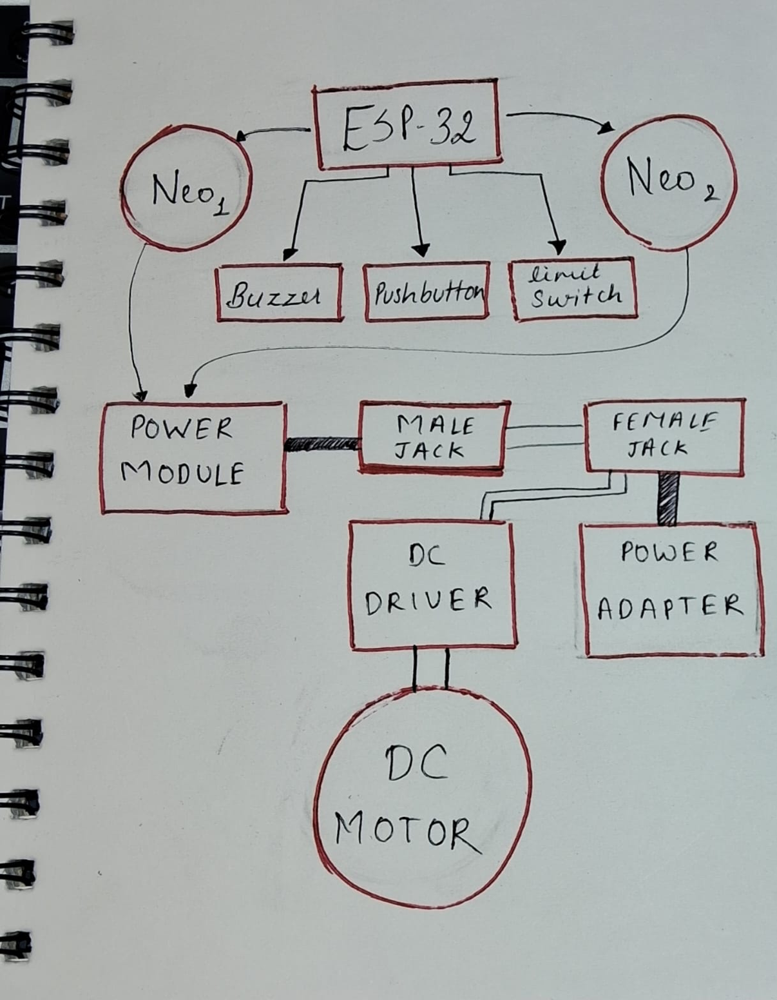 ESP-32
Neo1
Neo2
Buzzer
Pushbutton
limit
switch
POWER
MODULE
MALE
JACK
FEMALE
JACK
DC
DRIVER
POWER
ADAPTER
DC
MOTOR